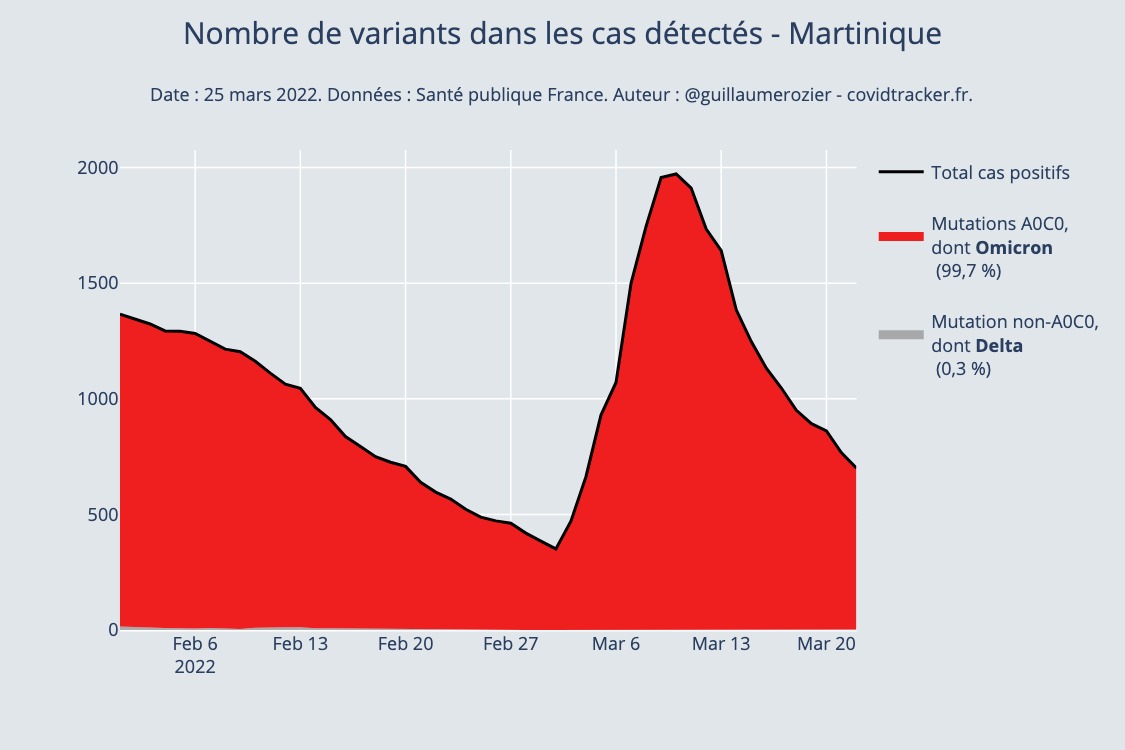 Nombre de variants dans les cas détectés - Martinique
Date : 25 mars 2022. Données : Santé publique France. Auteur : @guillaumerozier - covidtracker.fr.
2000
1500
1000
500
0
Feb 6
2022
Feb 13
Feb 20
Feb 27
Mar 6
Mar 13
Mar 20
Total cas positifs
Mutations A0C0,
dont Omicron
(99,7 %)
Mutation non-A0C0,
dont Delta
(0,3 %)